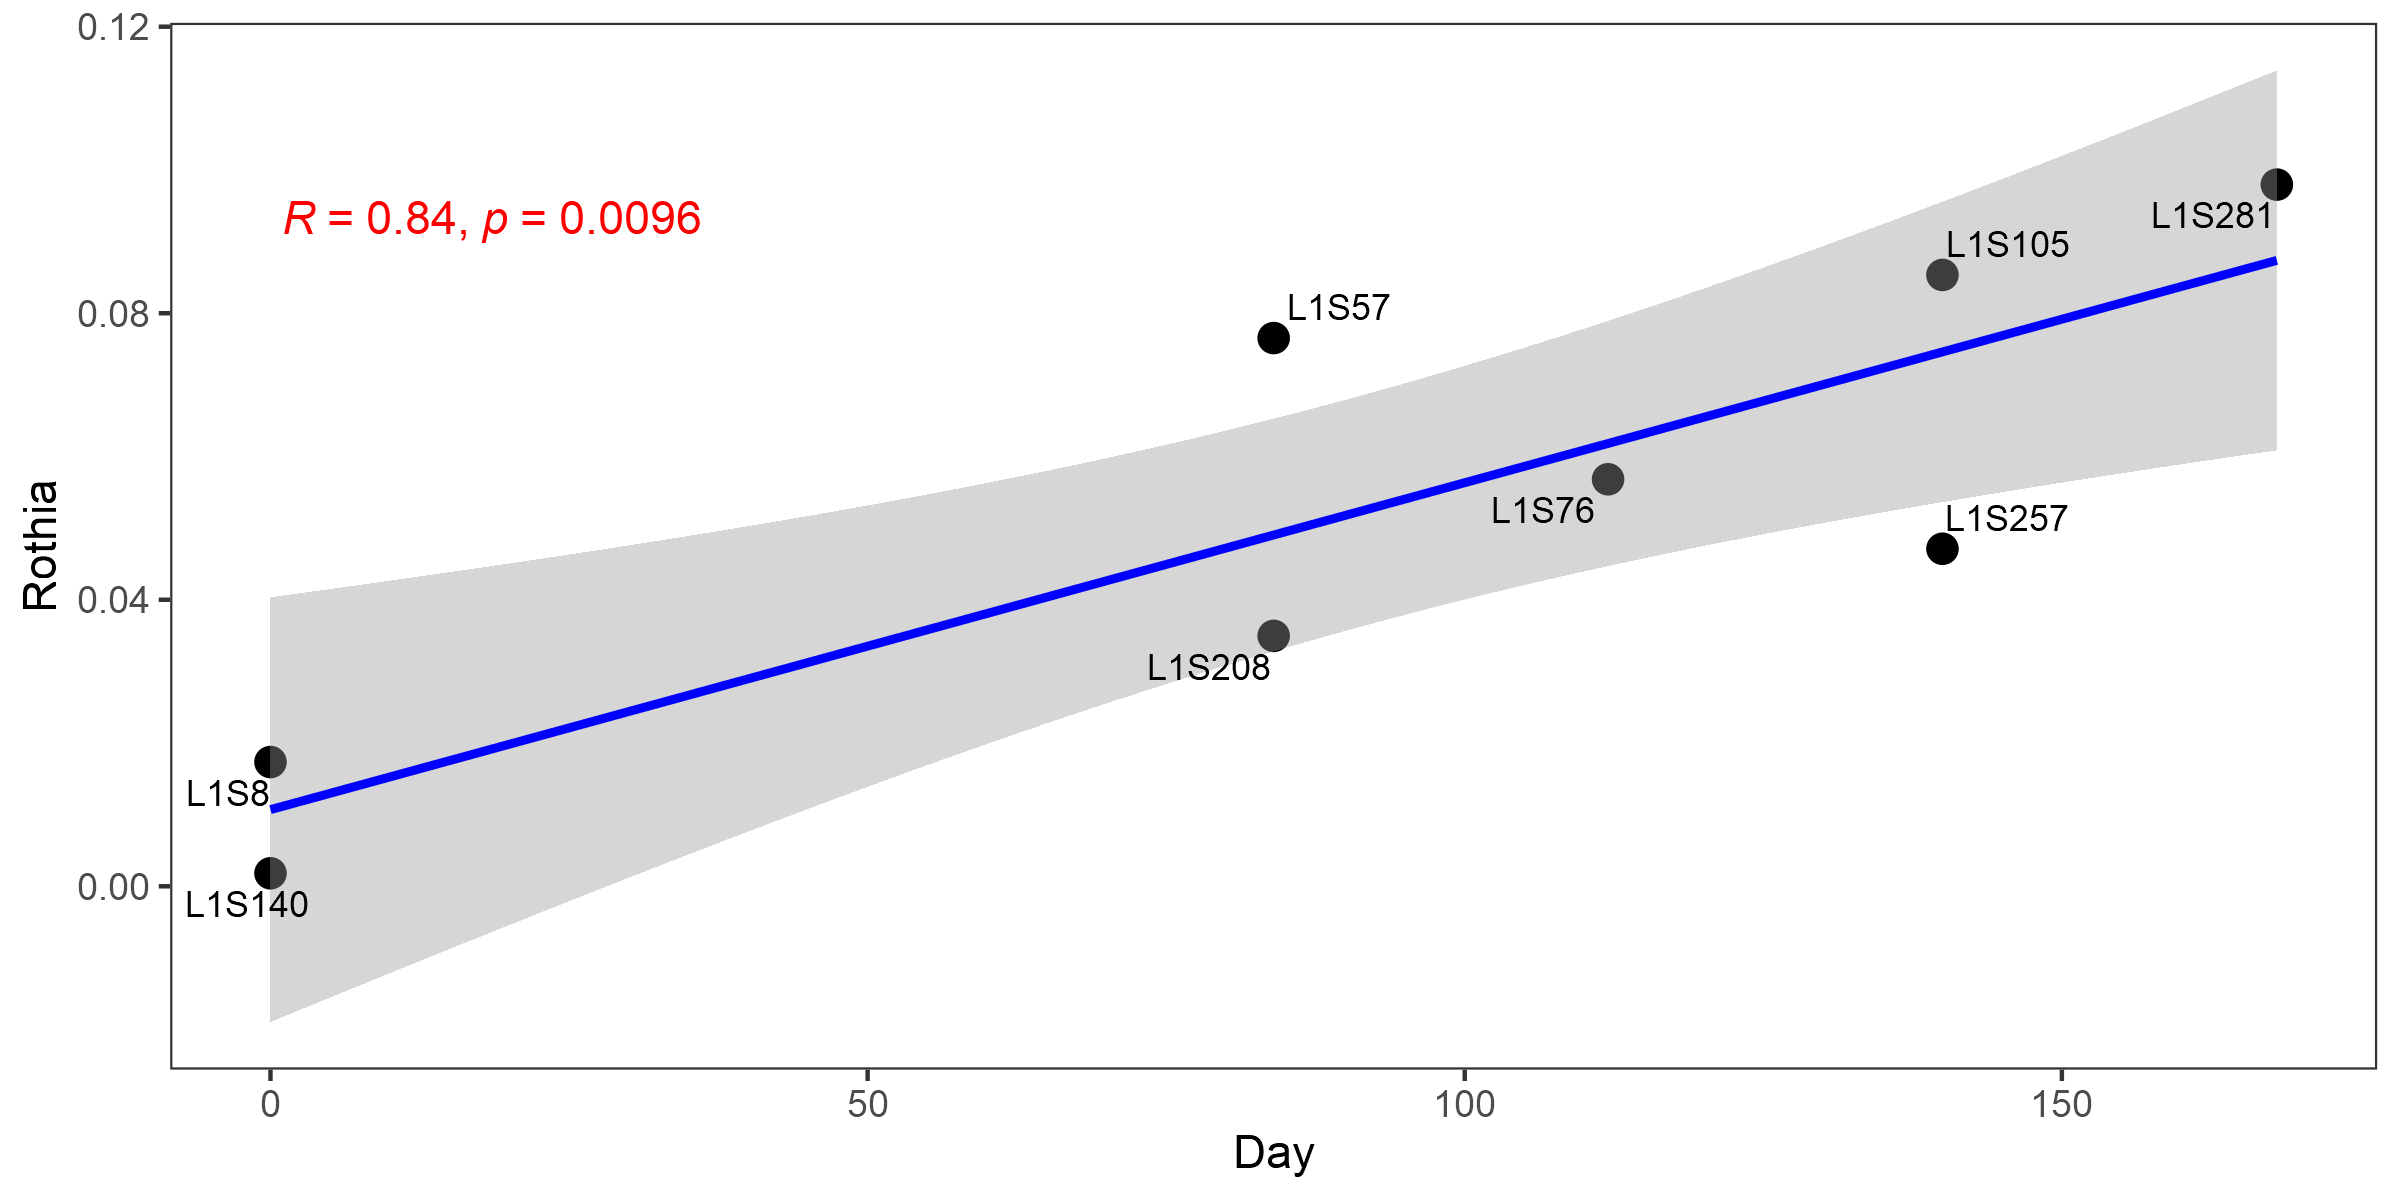 0.12
R = 0.84, p = 0.0096
L1S281
L1S105
0.08
L1S57
Rothia
L1S76
L1S257
0.04
L1S208
L1S8
0.00
L1S140
0
50
100
150
Day